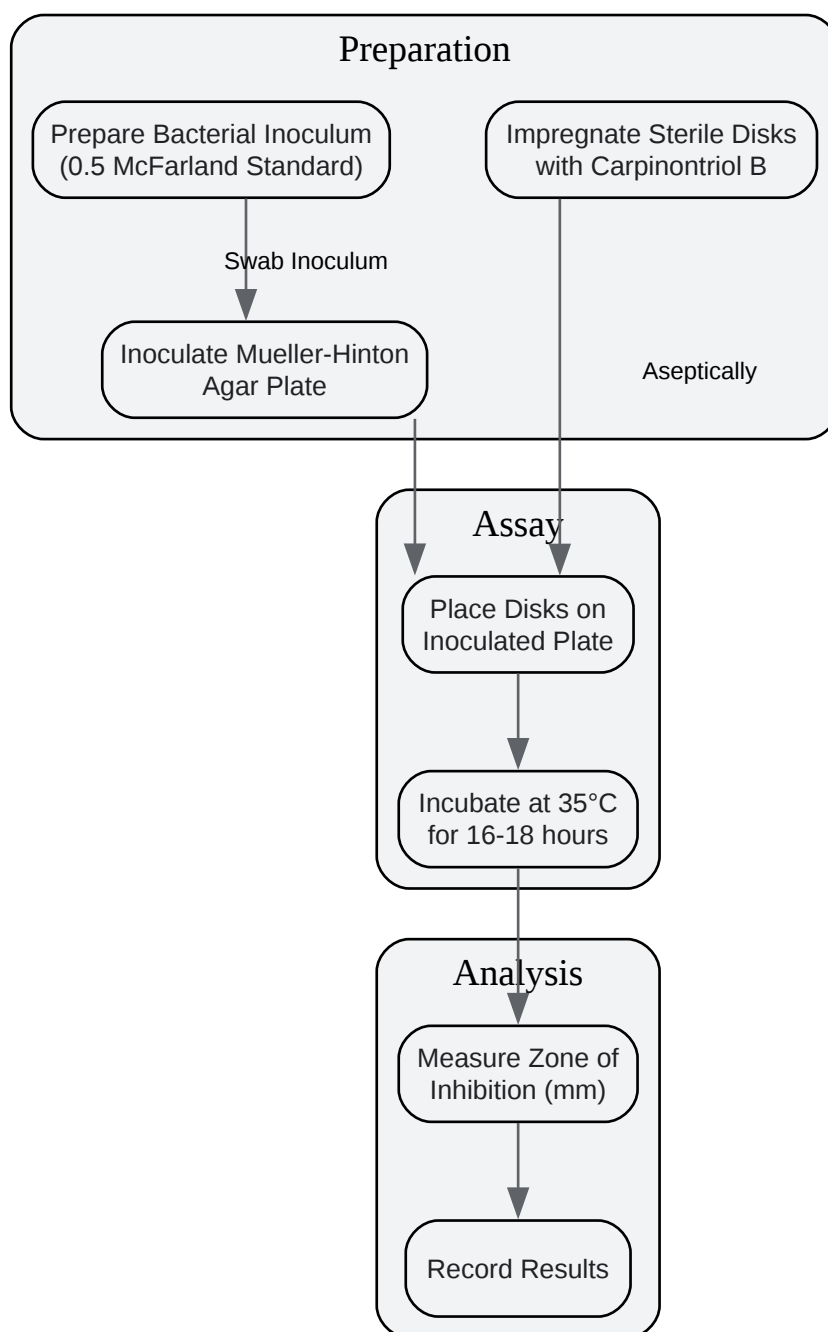 Preparation
Prepare Bacterial Inoculum
(0.5 McFarland Standard)
Impregnate Sterile Disks
with Carpinontriol B
Swab Inoculum
Inoculate Mueller-Hinton
Agar Plate
Aseptically
Assay
Place Disks on
Inoculated Plate
Incubate at 35°C
for 16-18 hours
Analysis
Measure Zone of
Inhibition (mm)
Record Results